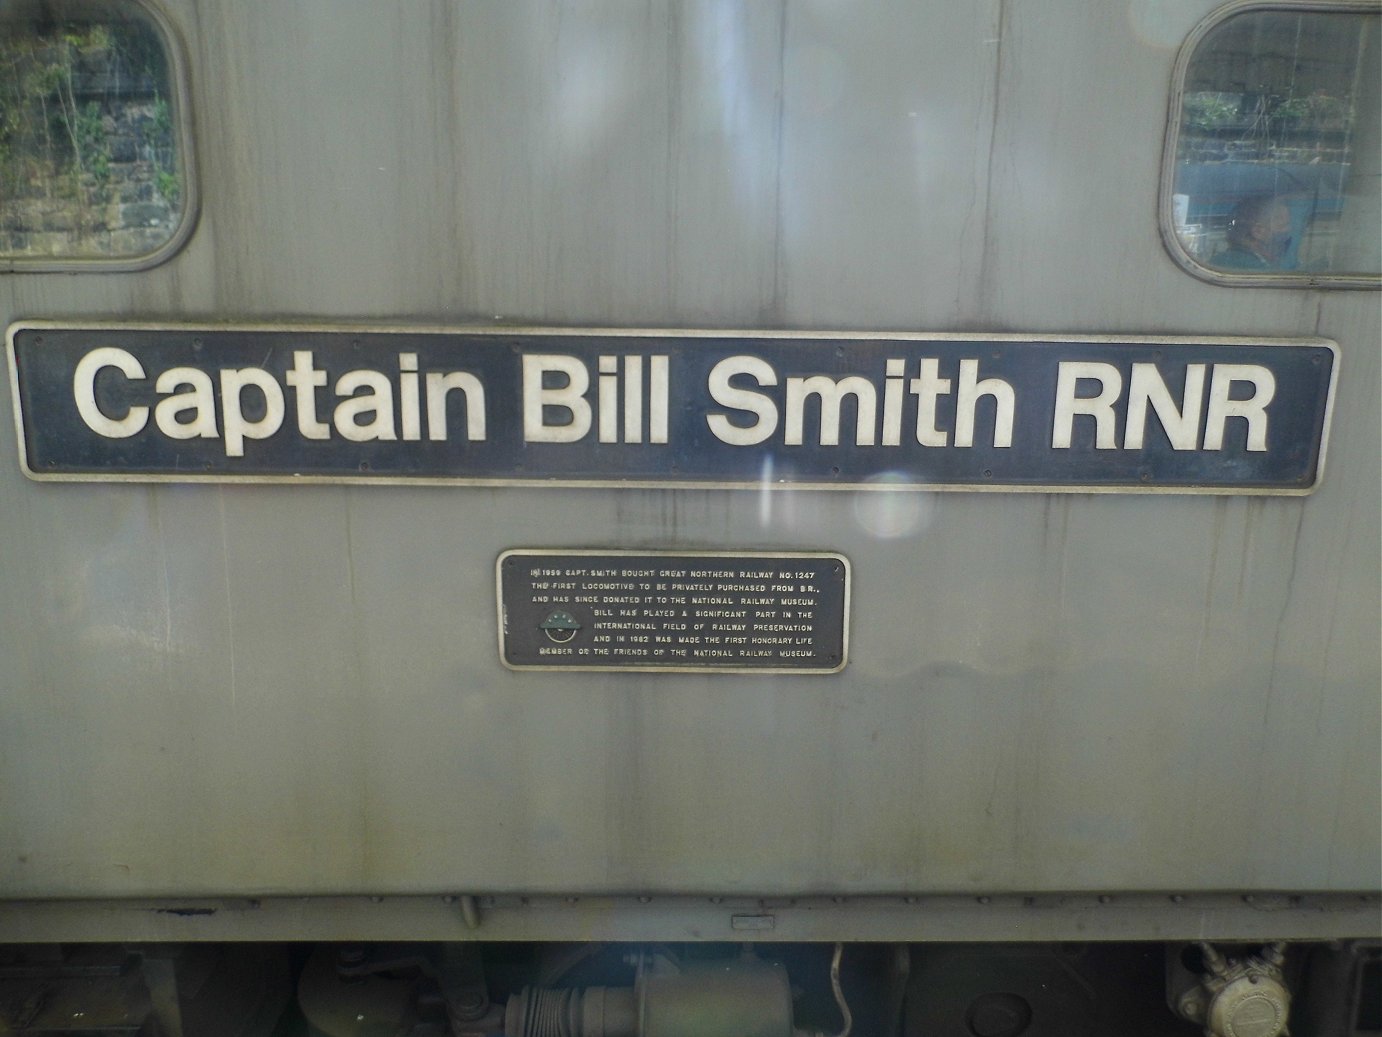 Captain Bill Smith RNR
IN 1959 CAPT. SMITH BOUGHT GREAT NORTHERN RAILWAY NO. 1247
THE FIRST LOCOMOTIVE TO BE PRIVATELY PURCHASED FROM B.R.,
AND HAS SINCE DONATED IT TO THE NATIONAL RAILWAY MUSEUM.
BILL HAS PLAYED A SIGNIFICANT PART IN THE
INTERNATIONAL FIELD OF RAILWAY PRESERVATION
AND IN 1982 WAS MADE THE FIRST HONORARY LIFE
MEMBER OF THE FRIENDS OF THE NATIONAL RAILWAY MUSEUM.